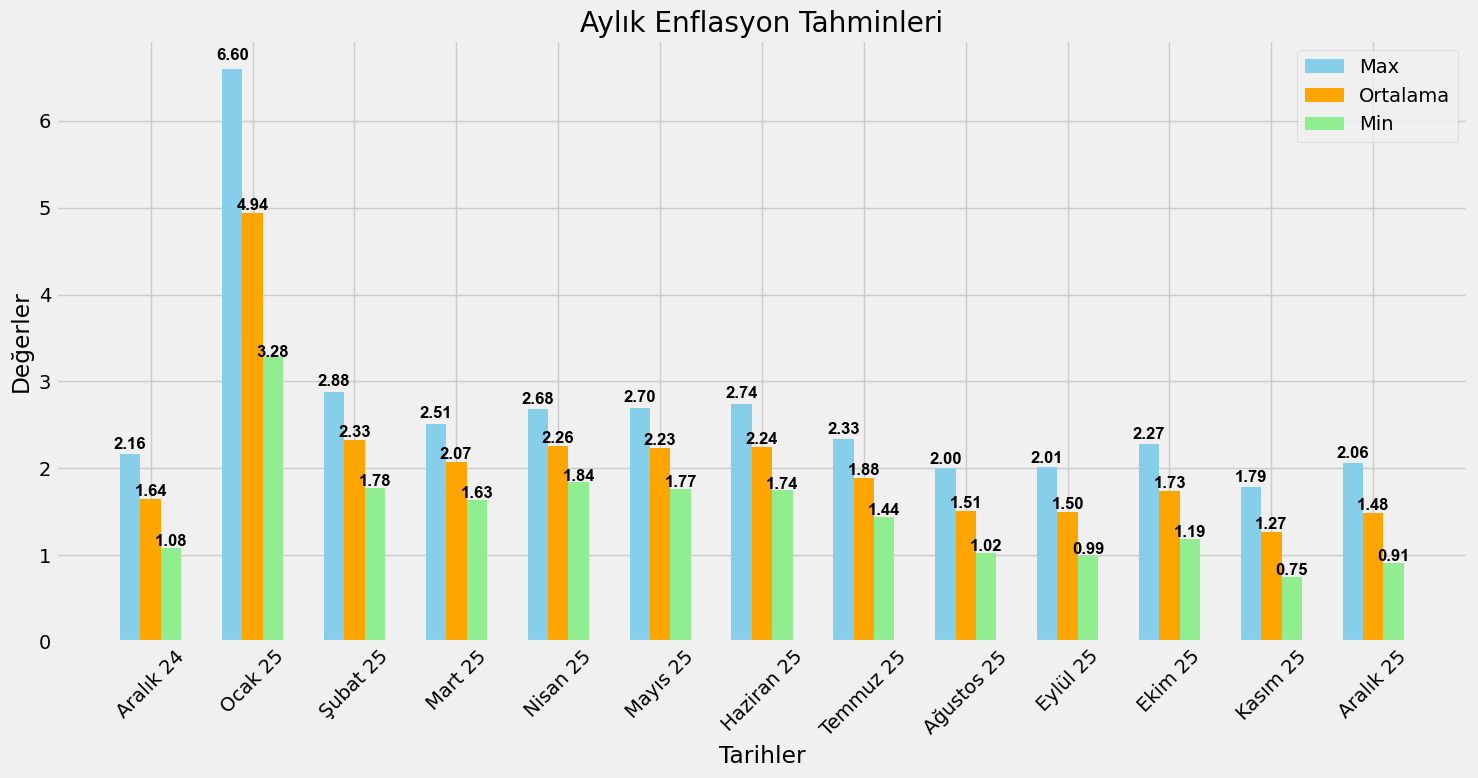 Aylık Enflasyon Tahminleri
Max
Ortalama
Min
Değerler
6
5
4
3
2
1
0
2.16
1.64
1.08
6.60
4.94
3.28
2.88
2.33
1.78
2.51
2.07
1.63
2.68
2.26
1.84
2.70
2.23
1.77
2.74
2.24
1.74
2.33
1.88
1.44
2.00
1.51
1.02
2.01
1.50
0.99
2.27
1.73
1.19
1.79
1.27
0.75
2.06
1.48
0.91
Aralık 24
Ocak 25
Şubat 25
Mart 25
Nisan 25
Mayıs 25
Haziran 25
Temmuz 25
Ağustos 25
Eylül 25
Ekim 25
Kasım 25
Aralık 25
Tarihler